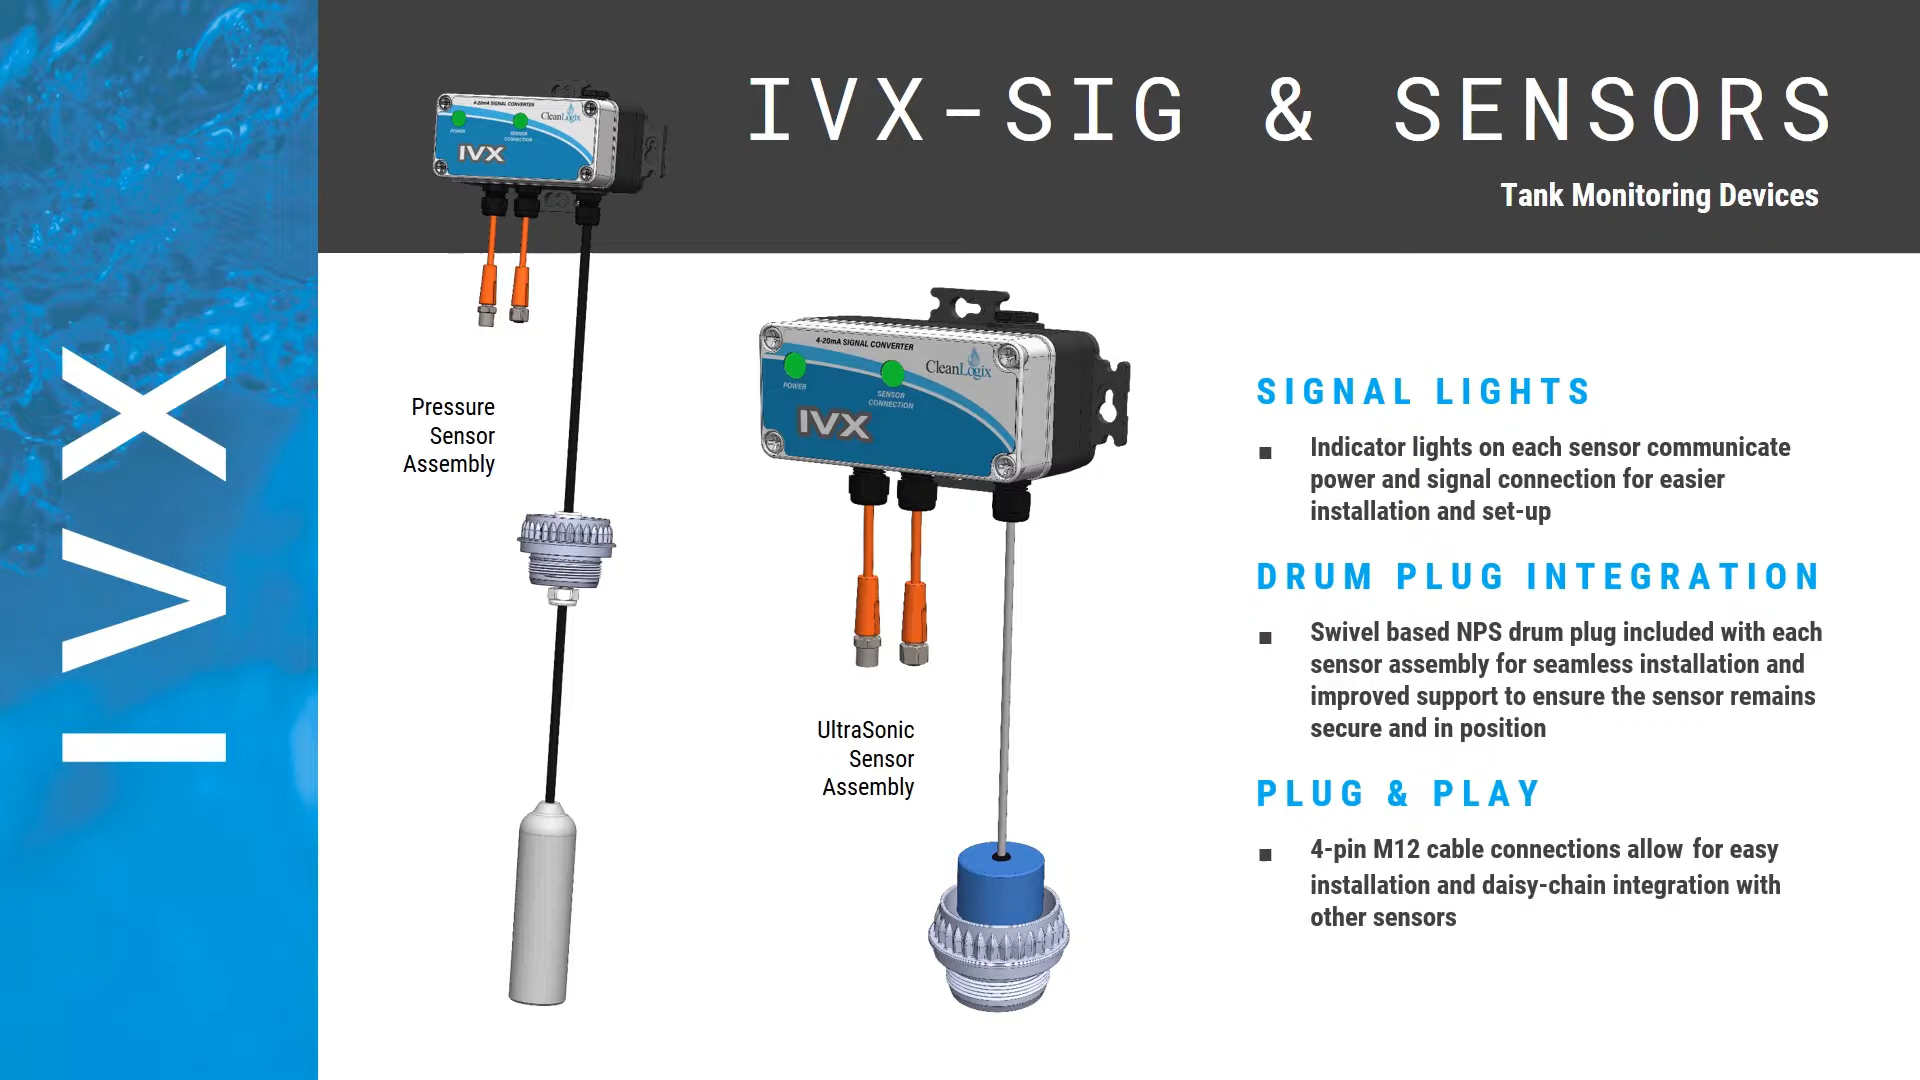 IVX
IVX-SIG & SENSORS
Tank Monitoring Devices
4-20mA SIGNAL CONVERTER
CleanLogix
POWER
SENSOR
CONNECTION
IVX
Pressure
Sensor
Assembly
4-20mA SIGNAL CONVERTER
CleanLogix
POWER
SENSOR
CONNECTION
IVX
UltraSonic
Sensor
Assembly
SIGNAL LIGHTS
▪ Indicator lights on each sensor communicate
power and signal connection for easier
installation and set-up
DRUM PLUG INTEGRATION
▪ Swivel based NPS drum plug included with each
sensor assembly for seamless installation and
improved support to ensure the sensor remains
secure and in position
PLUG & PLAY
▪ 4-pin M12 cable connections allow for easy
installation and daisy-chain integration with
other sensors